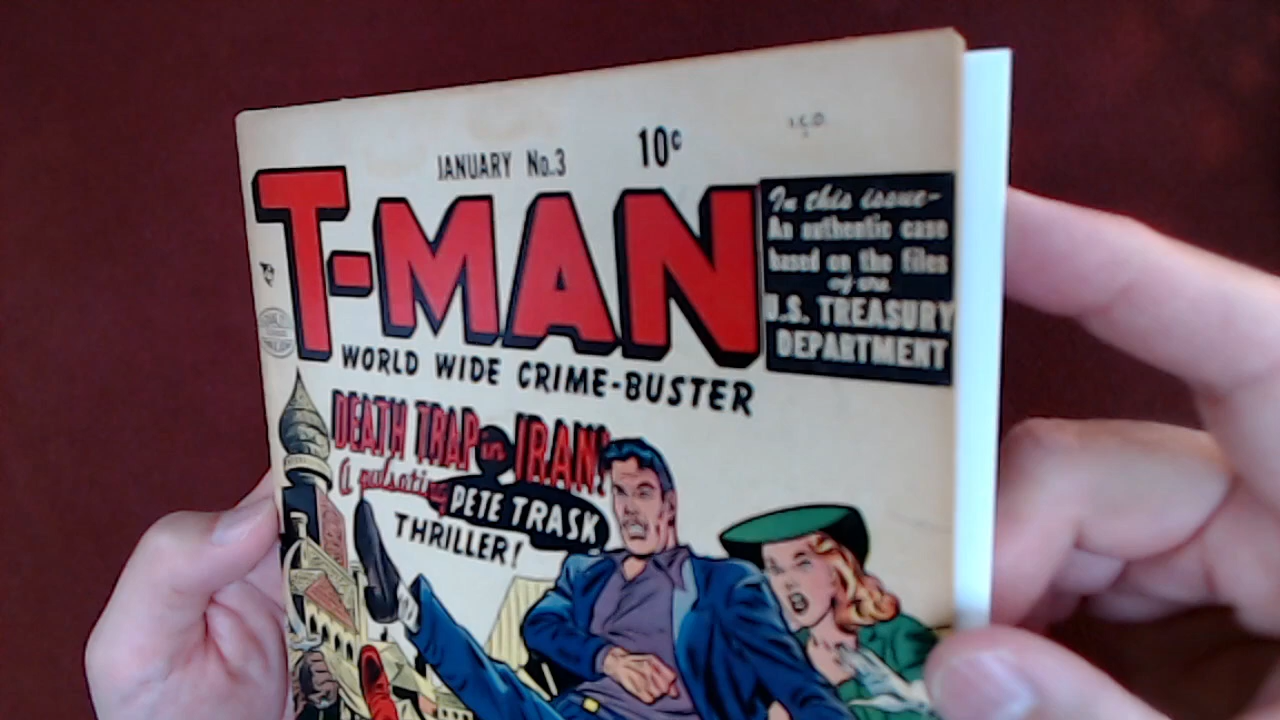 JANUARY No.3
10¢
T-MAN
WORLD WIDE CRIME-BUSTER
In this issue-
An authentic case
based on the files
of the
U.S. TREASURY
DEPARTMENT
DEATH TRAP in IRAN!
A pulsating
PETE TRASK
THRILLER!